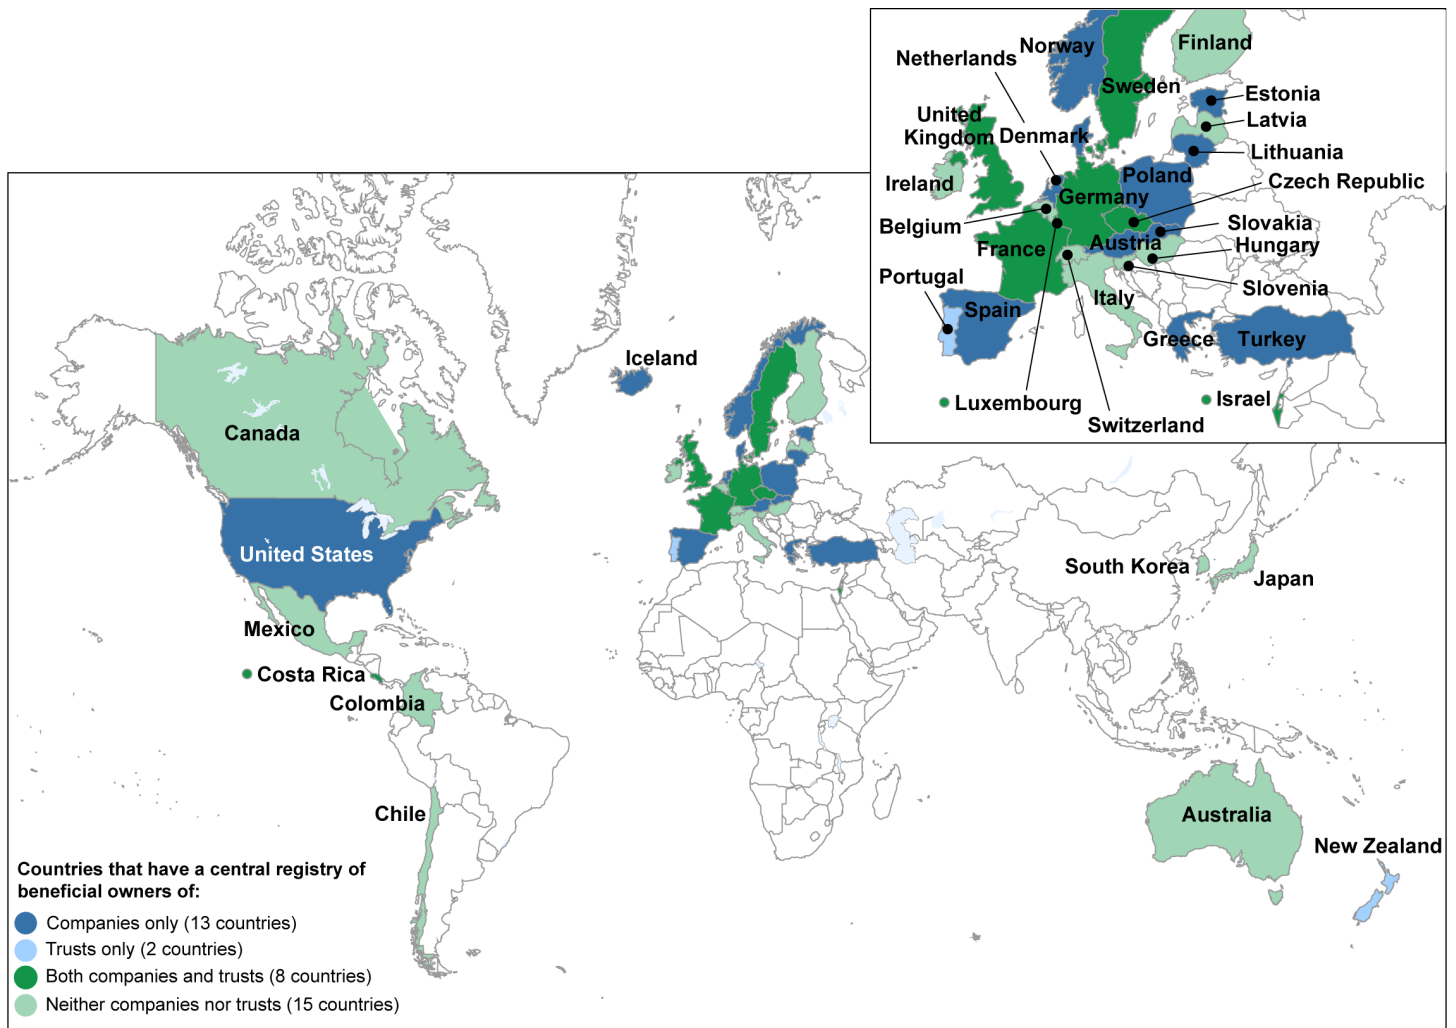 Norway
Finland
Netherlands
Sweden
Estonia
United
Kingdom
Denmark
Latvia
Lithuania
Poland
Czech Republic
Ireland
Germany
Belgium
Slovakia
France
Austria
Hungary
Portugal
Slovenia
Spain
Italy
Greece
Turkey
Luxembourg
Israel
Switzerland
Iceland
Canada
United States
South Korea
Japan
Mexico
Costa Rica
Colombia
Chile
Australia
New Zealand
Countries that have a central registry of
beneficial owners of:
Companies only (13 countries)
Trusts only (2 countries)
Both companies and trusts (8 countries)
Neither companies nor trusts (15 countries)